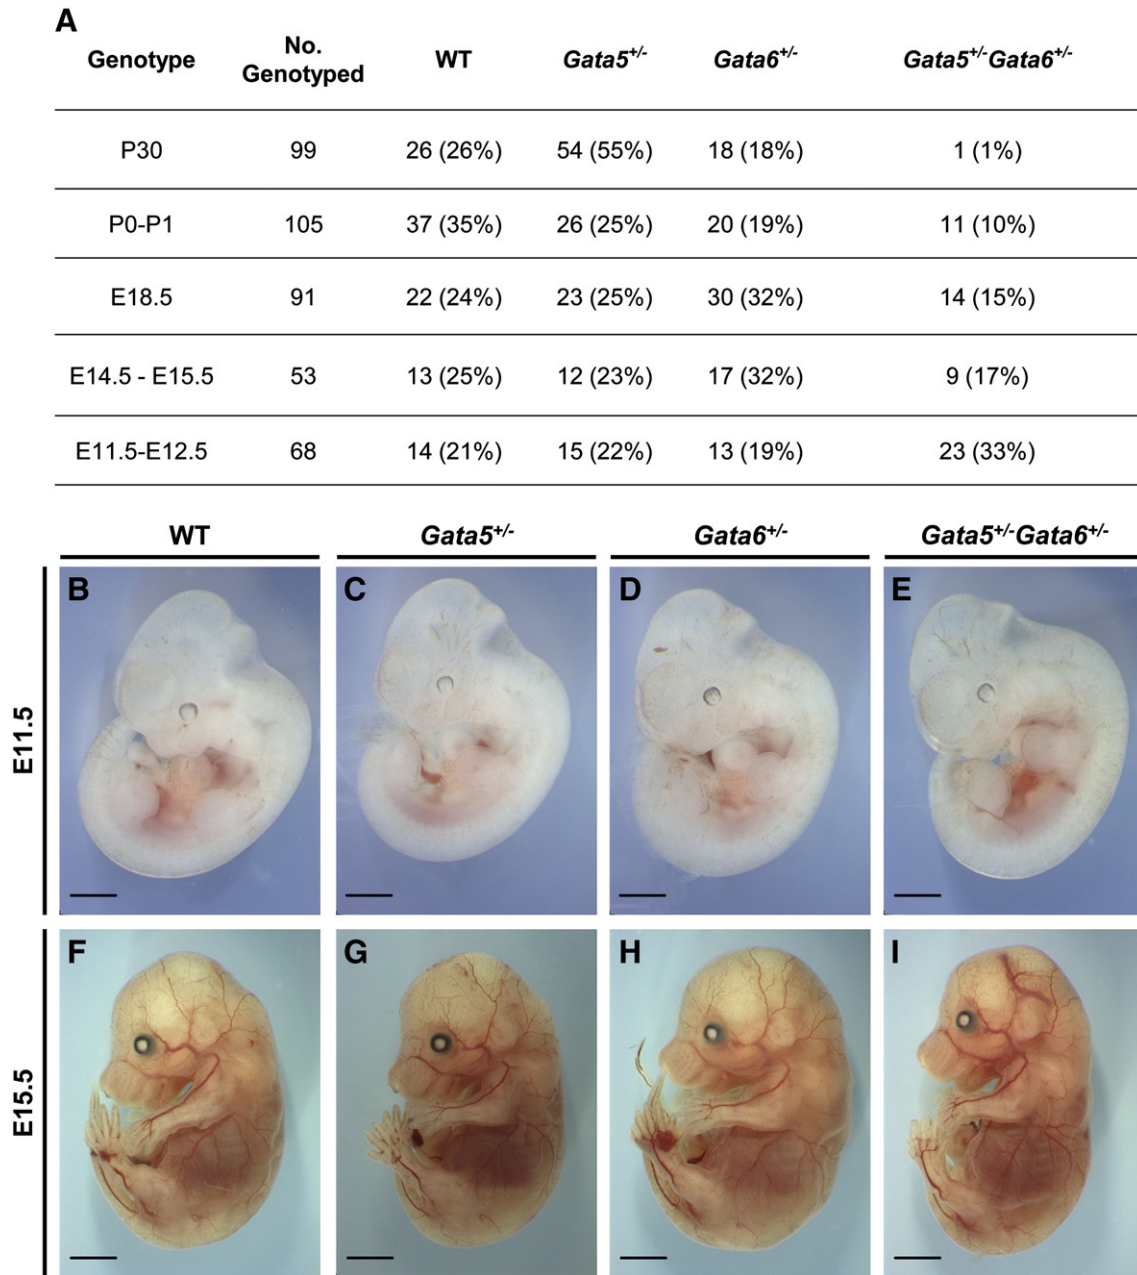 A
Genotype No. Genotyped WT Gata5+/- Gata6+/- Gata5+/-Gata6+/-
P30 99 26 (26%) 54 (55%) 18 (18%) 1 (1%)
P0-P1 105 37 (35%) 26 (25%) 20 (19%) 11 (10%)
E18.5 91 22 (24%) 23 (25%) 30 (32%) 14 (15%)
E14.5 - E15.5 53 13 (25%) 12 (23%) 17 (32%) 9 (17%)
E11.5-E12.5 68 14 (21%) 15 (22%) 13 (19%) 23 (33%)
WT Gata5+/- Gata6+/- Gata5+/-Gata6+/-
E11.5
B C D E
E15.5
F G H I